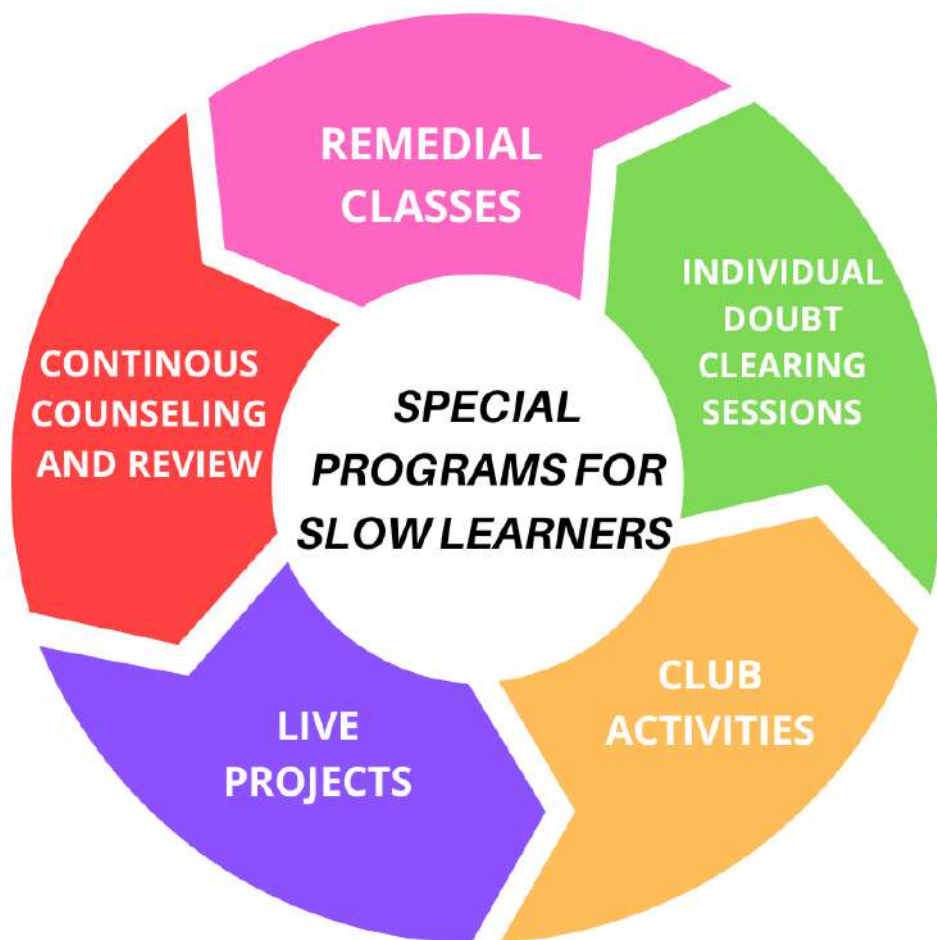 REMEDIAL
CLASSES
INDIVIDUAL
DOUBT
CLEARING
SESSIONS
CLUB
ACTIVITIES
LIVE
PROJECTS
CONTINOUS
COUNSELING
AND REVIEW
SPECIAL
PROGRAMS FOR
SLOW LEARNERS